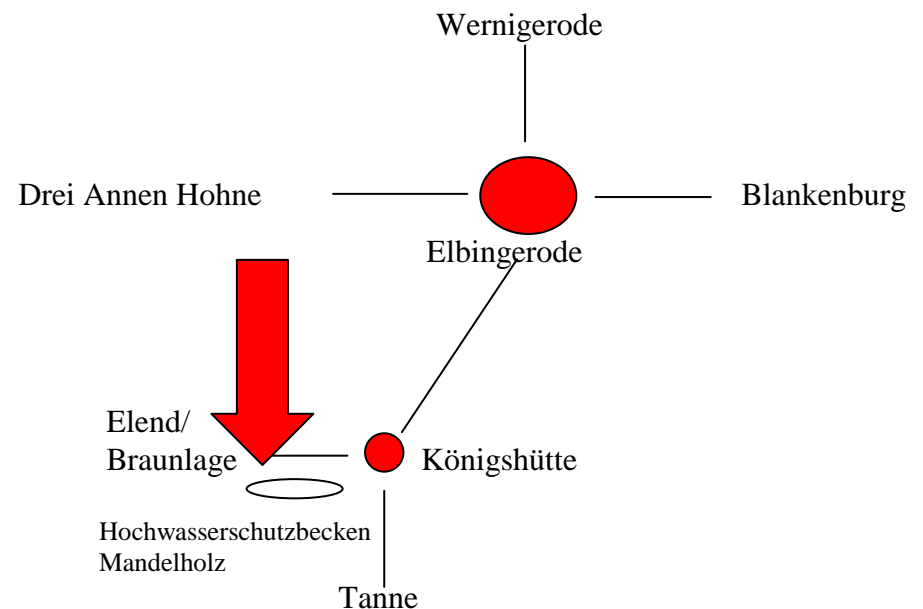 Wernigerode
Drei Annen Hohne
Blankenburg
Elbingerode
Elend/
Braunlage
Königshütte
Hochwasserschutzbecken
Mandelholz
Tanne